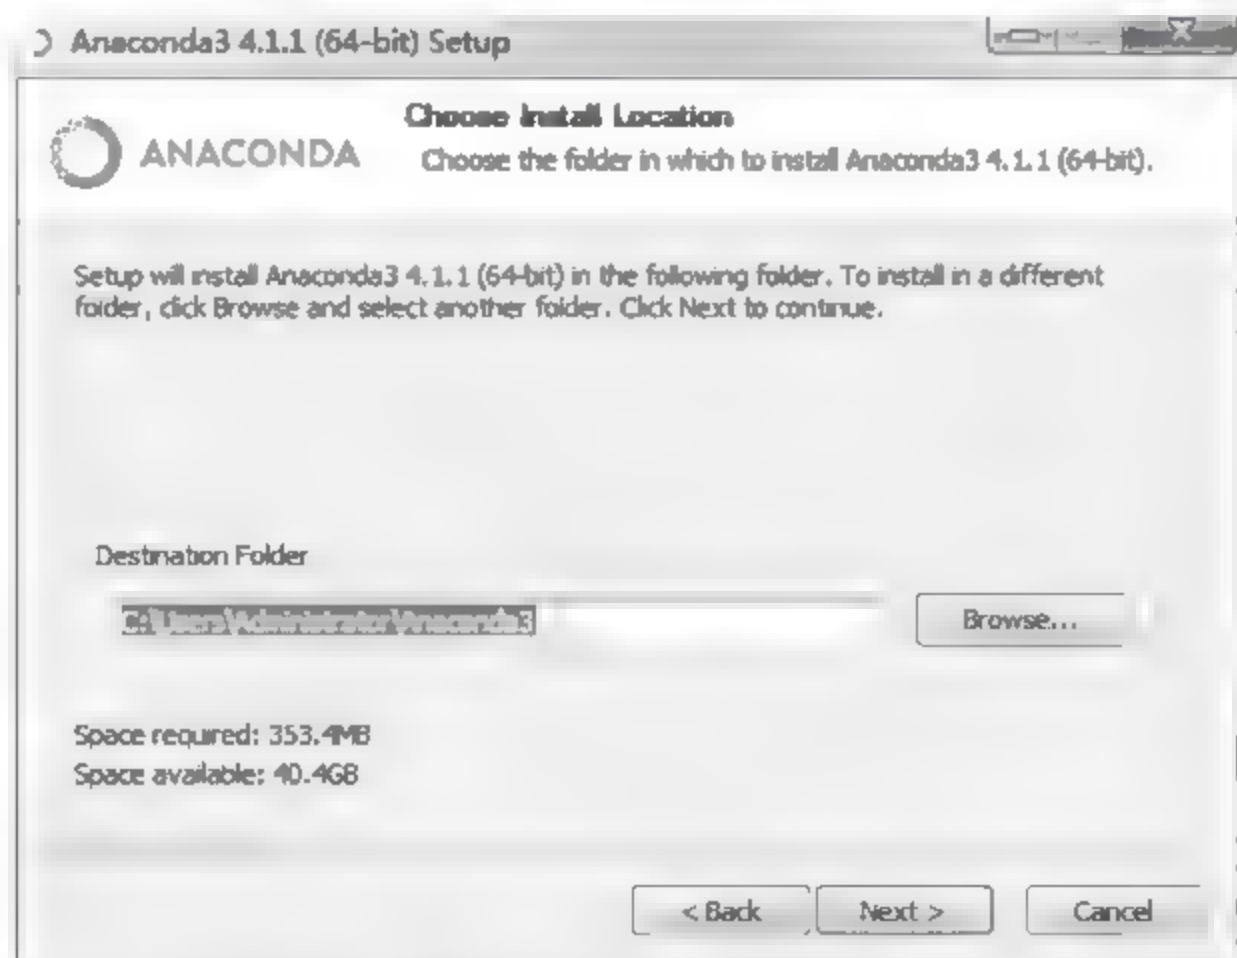 Anaconda3 4.1.1 (64-bit) Setup
ANACONDA
Choose Install Location
Choose the folder in which to install Anaconda3 4.1.1 (64-bit).
Setup will install Anaconda3 4.1.1 (64-bit) in the following folder. To install in a different
folder, click Browse and select another folder. Click Next to continue.
Destination Folder
C:\Users\Administrator\Anaconda3
Browse...
Space required: 353.4MB
Space available: 40.4GB
< Back
Next >
Cancel